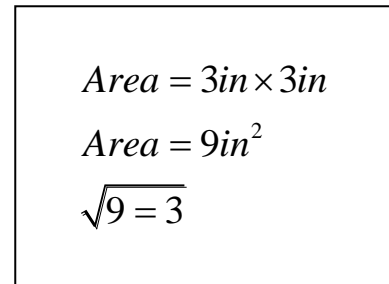 Area = 3in × 3in
Area = 9in²
√(9 = 3)